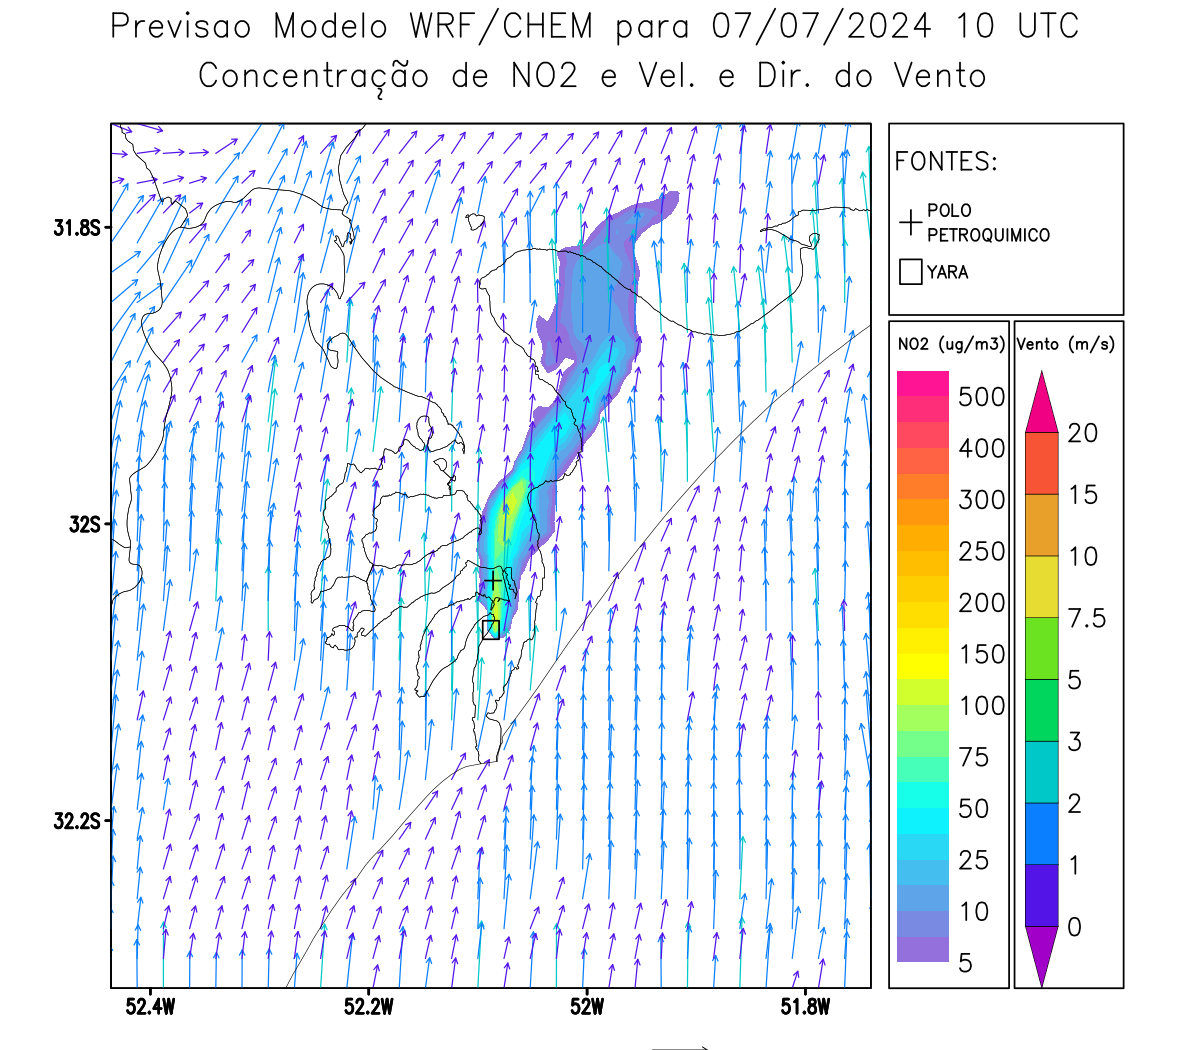 Previsao Modelo WRF/CHEM para 07/07/2024 10 UTC
Concentração de NO2 e Vel. e Dir. do Vento
FONTES:
POLO
PETROQUIMICO
YARA
31.8S
32S
32.2S
52.4W
52.2W
52W
51.8W
NO2 (ug/m3)
500
400
300
250
200
150
100
75
50
25
10
5
Vento (m/s)
20
15
10
7.5
5
3
2
1
0